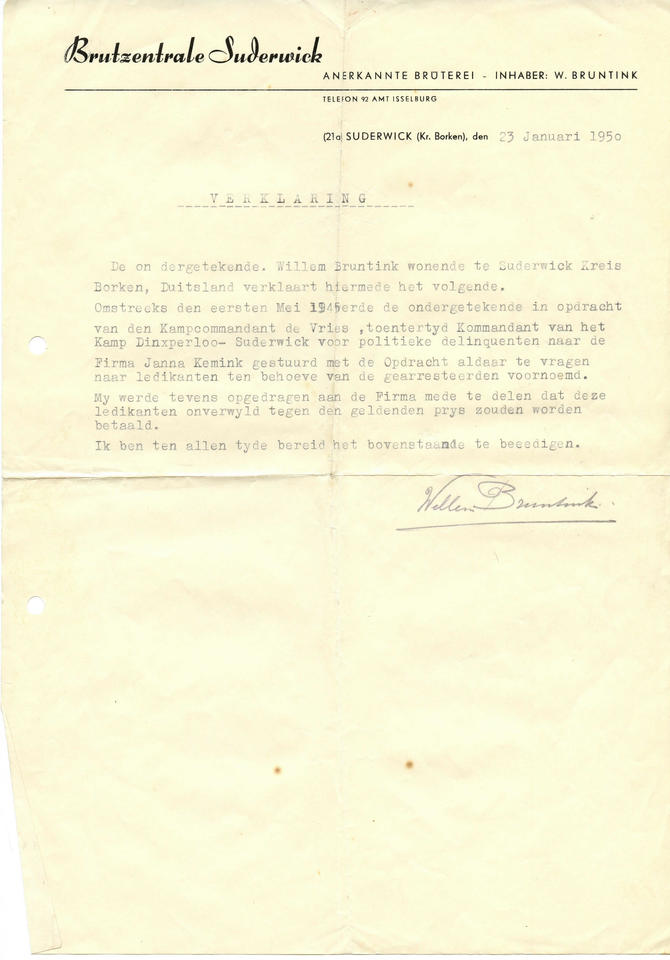 Brutzentrale Suderwick
ANERKANNTE BRÜTEREI - INHABER: W. BRUNTINK
TELEFON 92 AMT ISSELBURG
(21a) SUDERWICK (Kr. Borken), den 23 Januari 1950
VERKLARING
De on dergetekende. Willem Bruntink wonende te Suderwick Kreis
Borken, Duitsland verklaart hiermede het volgende.
Omstreeks den eersten Mei 1945erde de ondergetekende in opdracht
van den Kampcommandant de Vries ,toentertyd Kommandant van het
Kamp Dinxperloo- Suderwick voor politieke delinquenten naar de
Firma Janna Kemink gestuurd met de Opdracht aldaar te vragen
naar ledikanten ten behoeve van de gearresteerden voornoemd.
My werde tevens opgedragen aan de Firma mede te delen dat deze
ledikanten onverwyld tegen den geldenden prys zouden worden
betaald.
Ik ben ten allen tyde bereid het bovenstaande te beeedigen.
Willem Bruntink.